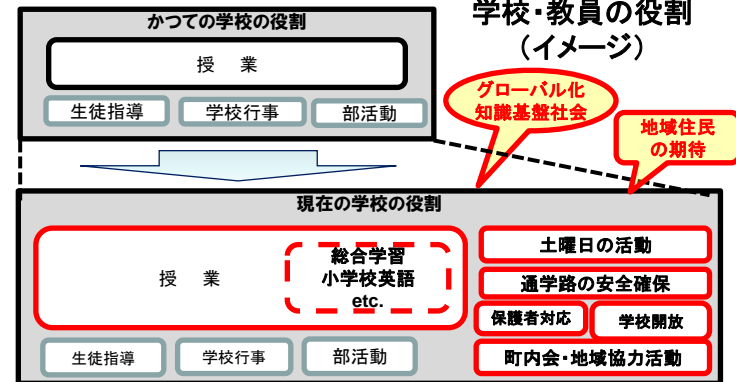 学校・教員の役割
（イメージ）
かつての学校の役割
授　業
生徒指導
学校行事
部活動
グローバル化
知識基盤社会
地域住民
の期待
現在の学校の役割
授　業
総合学習
小学校英語
etc.
土曜日の活動
通学路の安全確保
保護者対応
学校開放
町内会・地域協力活動
生徒指導
学校行事
部活動